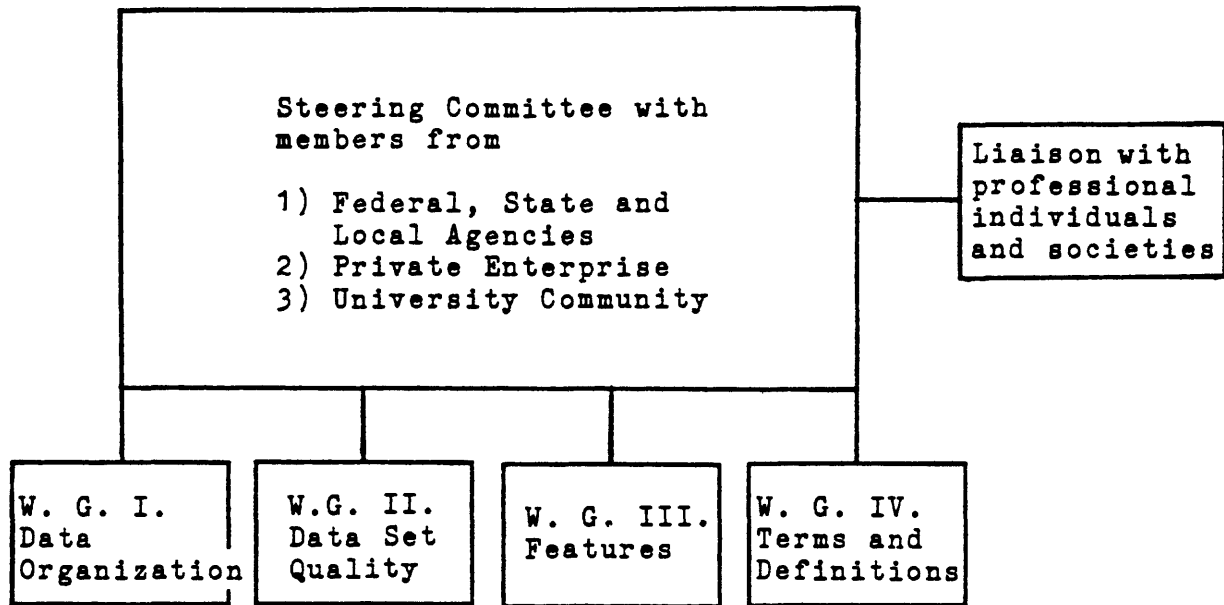 Steering Committee with
members from
1) Federal, State and
Local Agencies
2) Private Enterprise
3) University Community
Liaison with
professional
individuals
and societies
W. G. I.
Data
Organization
W.G. II.
Data Set
Quality
W. G. III.
Features
W. G. IV.
Terms and
Definitions